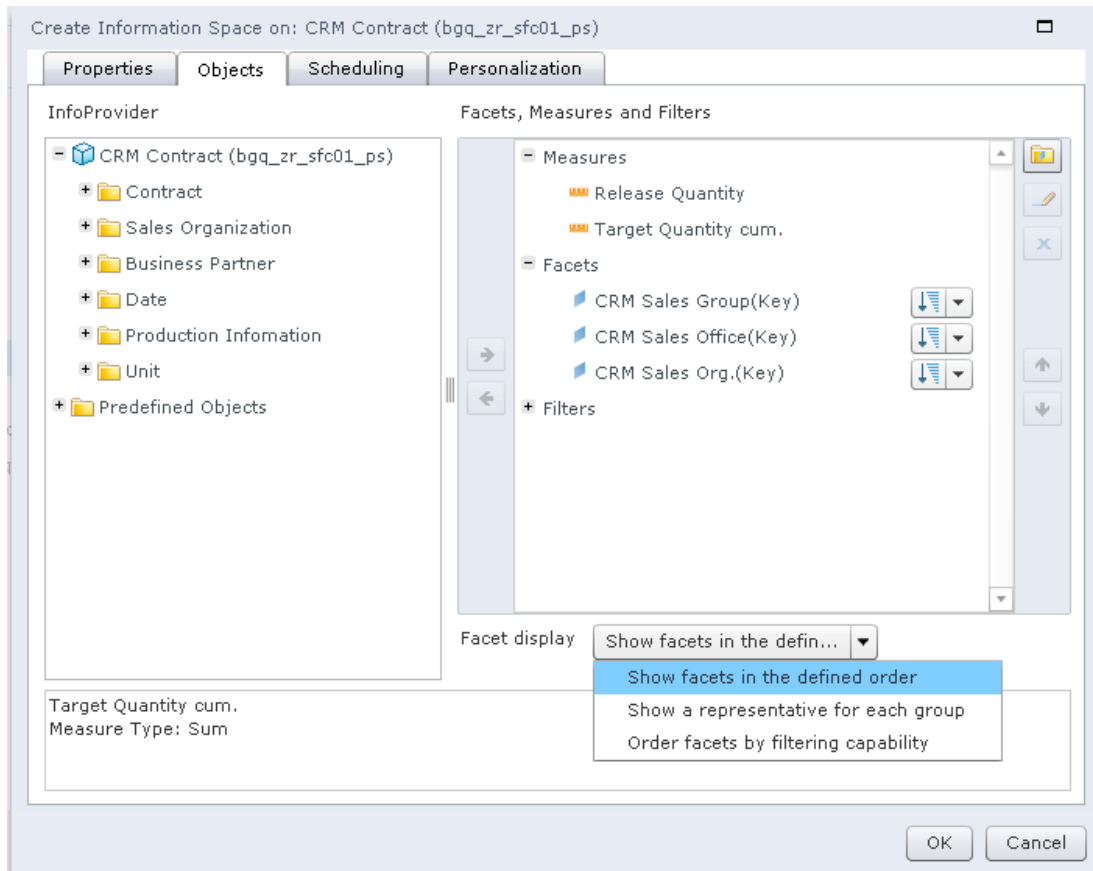 Create Information Space on: CRM Contract (bgq_zr_sfc01_ps)
Properties
Objects
Scheduling
Personalization
InfoProvider
Facets, Measures and Filters
CRM Contract (bgq_zr_sfc01_ps)
Contract
Sales Organization
Business Partner
Date
Production Infomation
Unit
Predefined Objects
Measures
Release Quantity
Target Quantity cum.
Facets
CRM Sales Group(Key)
CRM Sales Office(Key)
CRM Sales Org.(Key)
Filters
Facet display
Show facets in the defin...
Show facets in the defined order
Show a representative for each group
Order facets by filtering capability
Target Quantity cum.
Measure Type: Sum
OK
Cancel